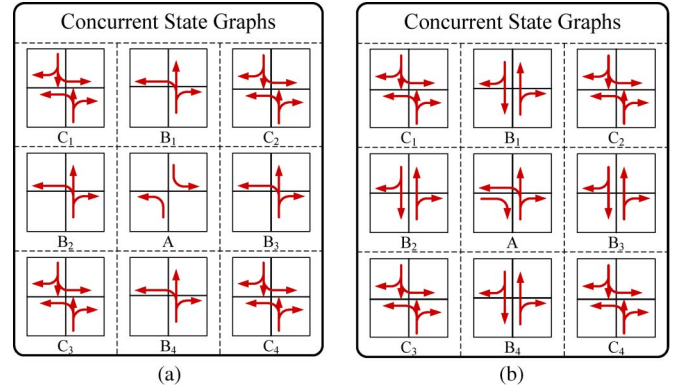 Concurrent State Graphs
C1 B1 C2
B2 A B3
C3 B4 C4
(a)
Concurrent State Graphs
C1 B1 C2
B2 A B3
C3 B4 C4
(b)